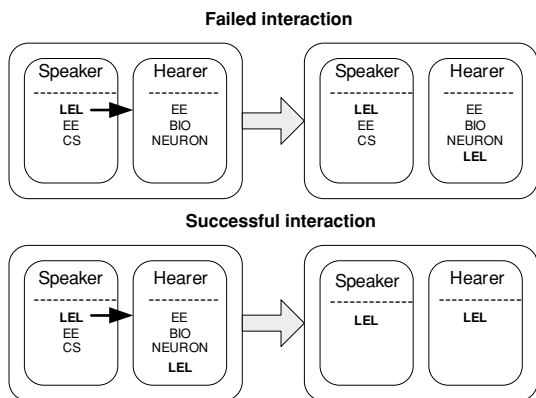 Failed interaction
Speaker Hearer Speaker Hearer
LEL EE LEL EE
EE BIO EE BIO
CS NEURON CS NEURON
LEL
Successful interaction
Speaker Hearer Speaker Hearer
LEL EE LEL LEL
EE BIO
CS NEURON
LEL